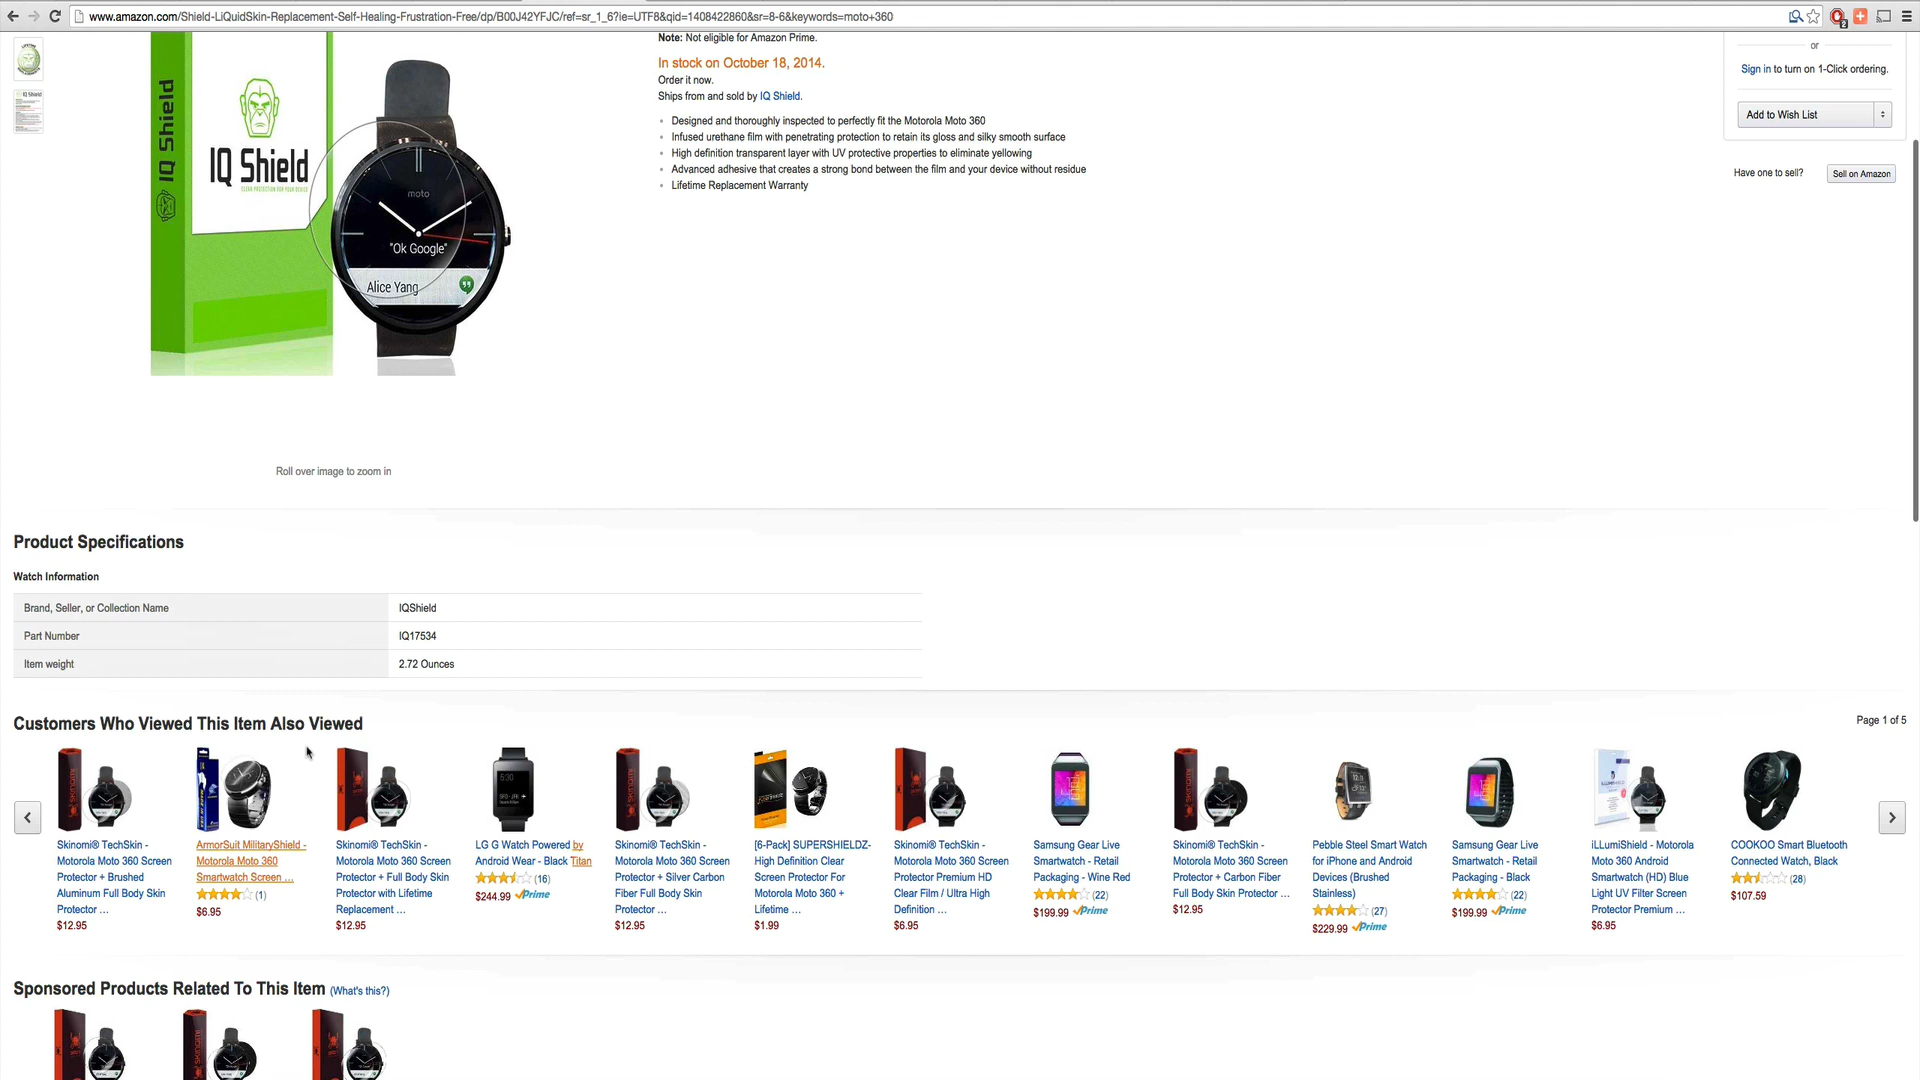 www.amazon.com/Shield-LiQuidSkin-Replacement-Self-Healing-Frustration-Free/dp/B00J42YFJC/ref=sr_1_6?ie=UTF8&qid=1408422860&sr=8-6&keywords=moto+360
Note: Not eligible for Amazon Prime.
In stock on October 18, 2014.
Order it now.
Ships from and sold by IQ Shield.
Designed and thoroughly inspected to perfectly fit the Motorola Moto 360
Infused urethane film with penetrating protection to retain its gloss and silky smooth surface
High definition transparent layer with UV protective properties to eliminate yellowing
Advanced adhesive that creates a strong bond between the film and your device without residue
Lifetime Replacement Warranty
or
Sign in to turn on 1-Click ordering.
Add to Wish List
Have one to sell?
Sell on Amazon
IQ Shield
IQ Shield
CLEAR PROTECTION FOR YOUR DEVICE
moto
"Ok Google"
Alice Yang
Roll over image to zoom in
Product Specifications
Watch Information
Brand, Seller, or Collection Name IQShield
Part Number IQ17534
Item weight 2.72 Ounces
Customers Who Viewed This Item Also Viewed
Page 1 of 5
Skinomi® TechSkin -
Motorola Moto 360 Screen
Protector + Brushed
Aluminum Full Body Skin
Protector ...
$12.95
ArmorSuit MilitaryShield -
Motorola Moto 360
Smartwatch Screen ...
(1)
$6.95
Skinomi® TechSkin -
Motorola Moto 360 Screen
Protector + Full Body Skin
Protector with Lifetime
Replacement ...
$12.95
LG G Watch Powered by
Android Wear - Black Titan
(16)
$244.99 Prime
Skinomi® TechSkin -
Motorola Moto 360 Screen
Protector + Silver Carbon
Fiber Full Body Skin
Protector ...
$12.95
[6-Pack] SUPERSHIELDZ-
High Definition Clear
Screen Protector For
Motorola Moto 360 +
Lifetime ...
$1.99
Skinomi® TechSkin -
Motorola Moto 360 Screen
Protector Premium HD
Clear Film / Ultra High
Definition ...
$6.95
Samsung Gear Live
Smartwatch - Retail
Packaging - Wine Red
(22)
$199.99 Prime
Skinomi® TechSkin -
Motorola Moto 360 Screen
Protector + Carbon Fiber
Full Body Skin Protector ...
$12.95
Pebble Steel Smart Watch
for iPhone and Android
Devices (Brushed
Stainless)
(27)
$229.99 Prime
Samsung Gear Live
Smartwatch - Retail
Packaging - Black
(22)
$199.99 Prime
iLLumiShield - Motorola
Moto 360 Android
Smartwatch (HD) Blue
Light UV Filter Screen
Protector Premium ...
$6.95
COOKOO Smart Bluetooth
Connected Watch, Black
(28)
$107.59
Sponsored Products Related To This Item (What's this?)